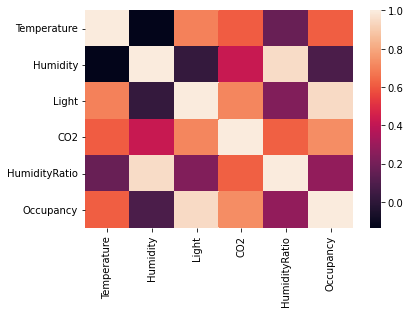 Temperature
Humidity
Light
CO2
HumidityRatio
Occupancy
Temperature
Humidity
Light
CO2
HumidityRatio
Occupancy
1.0
0.8
0.6
0.4
0.2
0.0